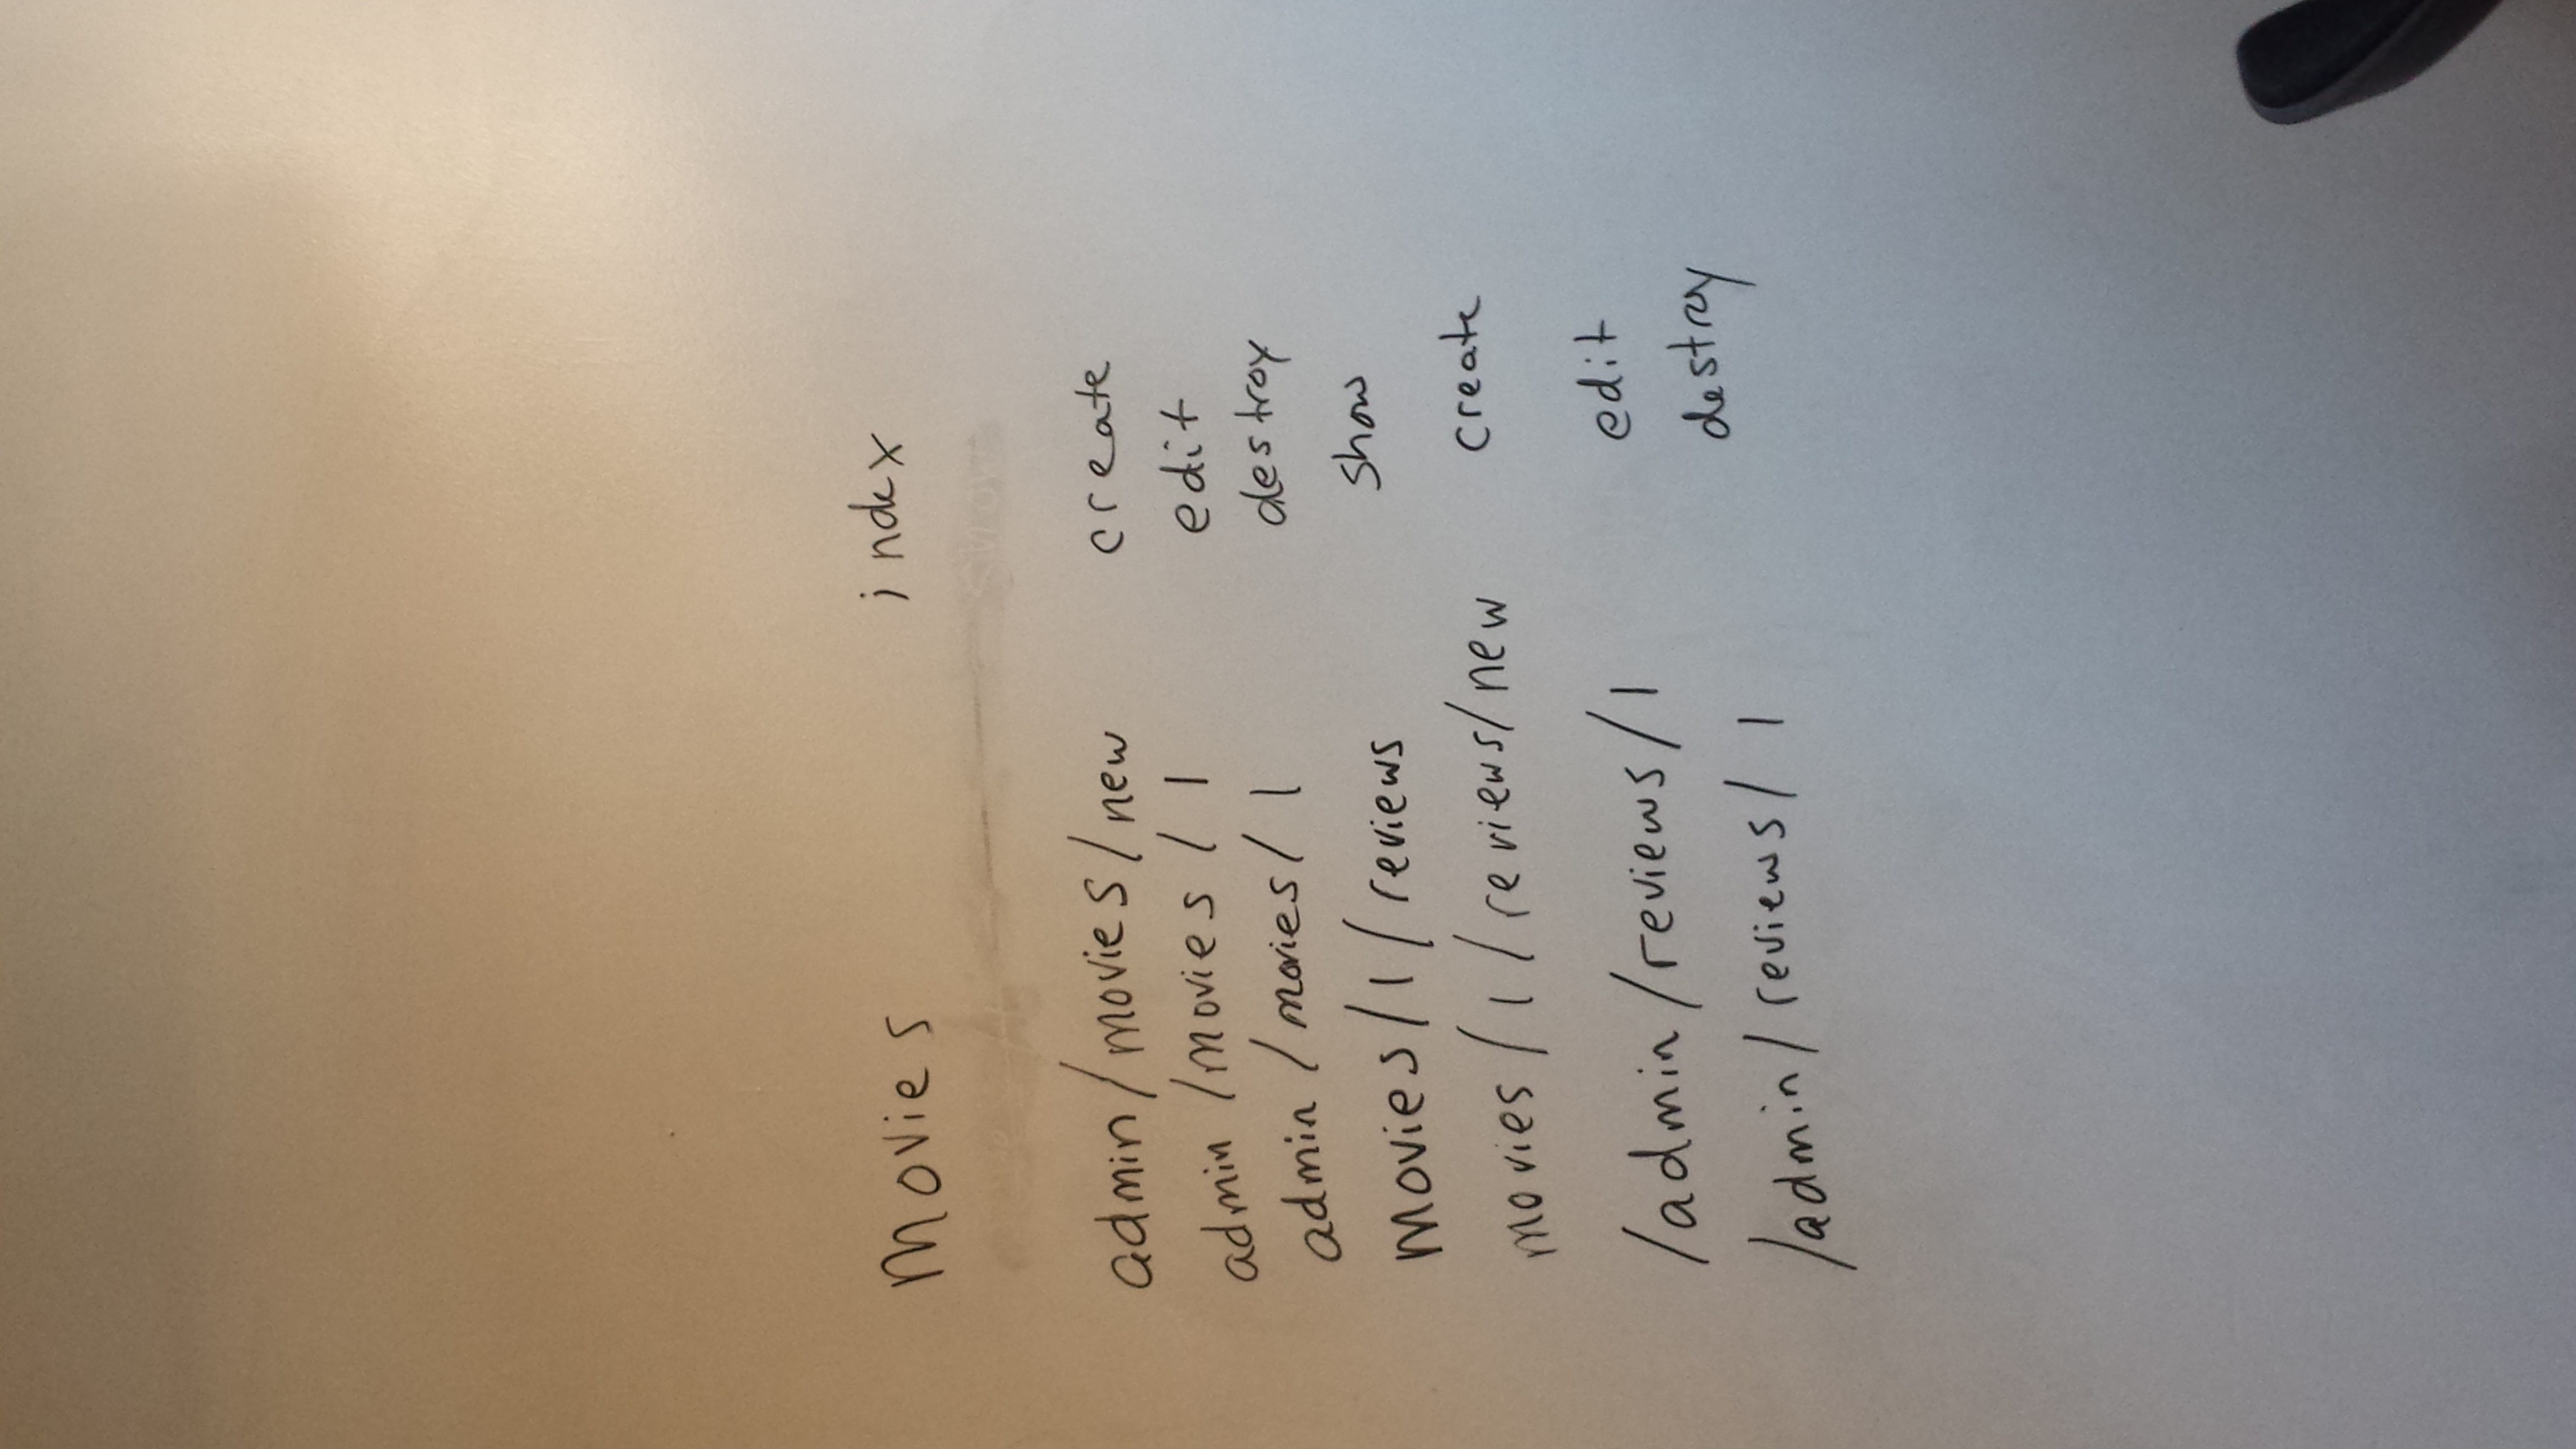 movies index
admin/movies/new create
admin/movies/1 edit
admin/movies/1 destroy
movies/1/reviews show
movies/1/reviews/new create
/admin/reviews/1 edit
/admin/reviews/1 destroy